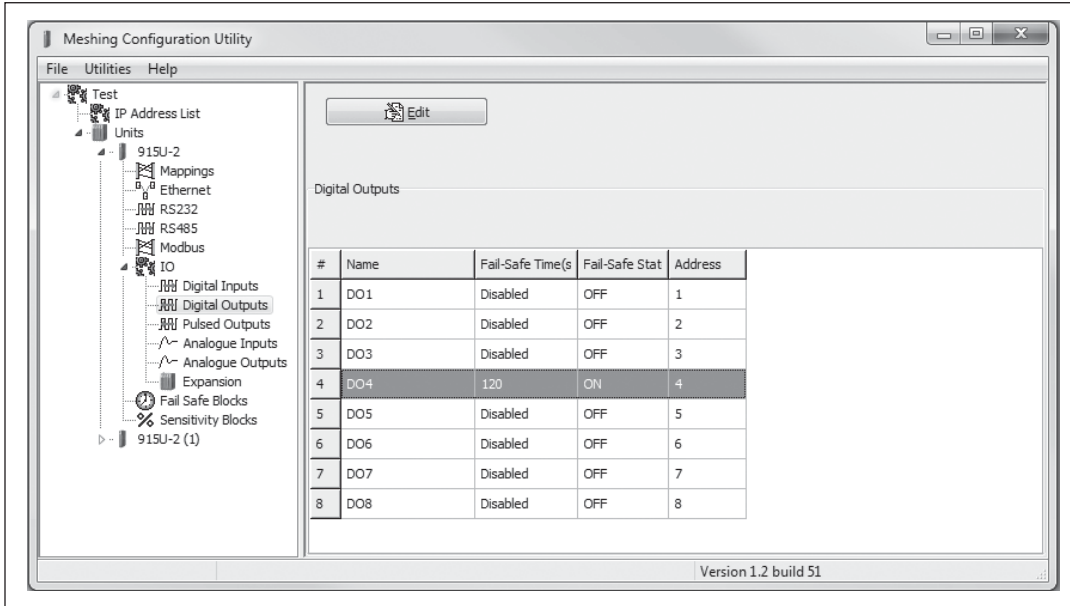 Meshing Configuration Utility
File Utilities Help
Test
IP Address List
Units
915U-2
Mappings
Ethernet
RS232
RS485
Modbus
IO
Digital Inputs
Digital Outputs
Pulsed Outputs
Analogue Inputs
Analogue Outputs
Expansion
Fail Safe Blocks
Sensitivity Blocks
915U-2 (1)
Edit
Digital Outputs
# Name Fail-Safe Time(s Fail-Safe Stat Address
1 DO1 Disabled OFF 1
2 DO2 Disabled OFF 2
3 DO3 Disabled OFF 3
4 DO4 120 ON 4
5 DO5 Disabled OFF 5
6 DO6 Disabled OFF 6
7 DO7 Disabled OFF 7
8 DO8 Disabled OFF 8
Version 1.2 build 51